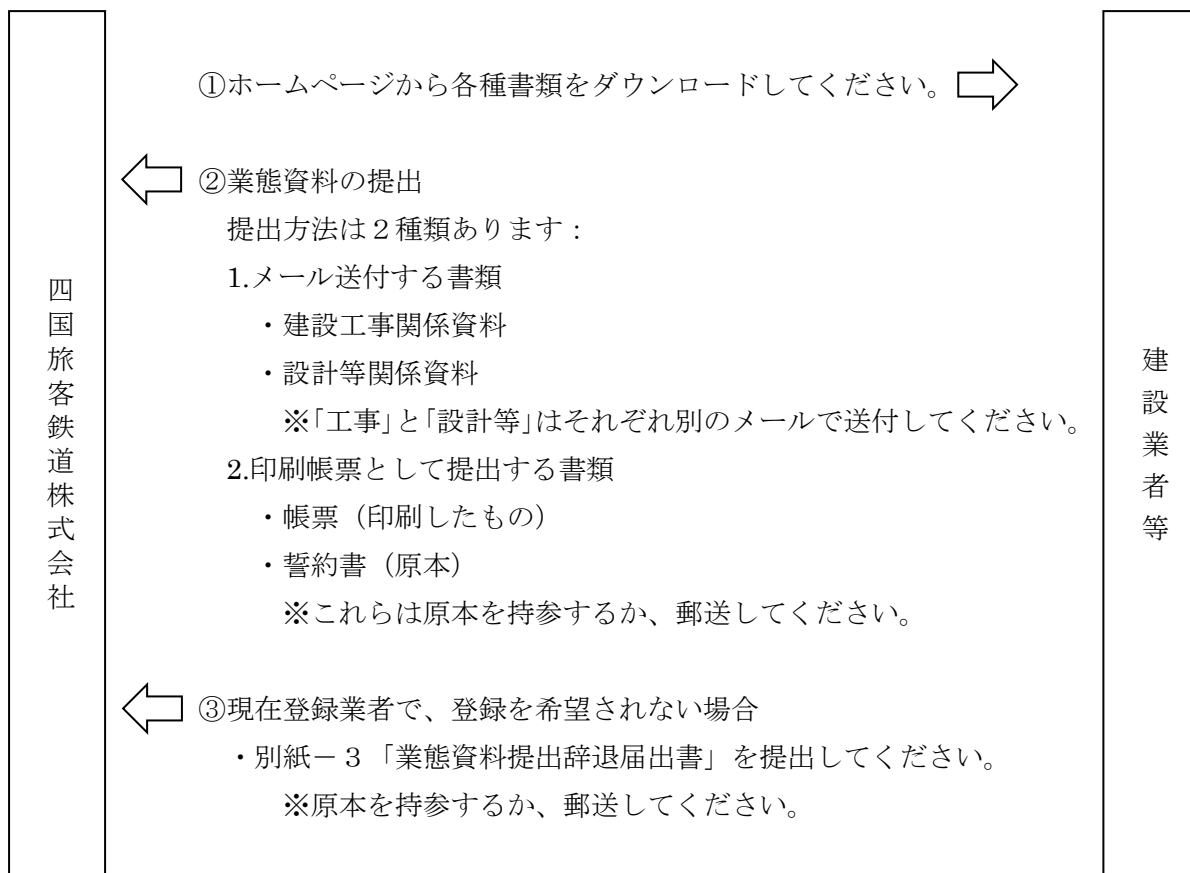 四国旅客鉄道株式会社
①ホームページから各種書類をダウンロードしてください。
②業態資料の提出
提出方法は２種類あります：
1.メール送付する書類
・建設工事関係資料
・設計等関係資料
※｢工事｣と｢設計等｣はそれぞれ別のメールで送付してください。
2.印刷帳票として提出する書類
・帳票（印刷したもの）
・誓約書（原本）
※これらは原本を持参するか、郵送してください。
③現在登録業者で、登録を希望されない場合
・別紙－３「業態資料提出辞退届出書」を提出してください。
※原本を持参するか、郵送してください。
建設業者等